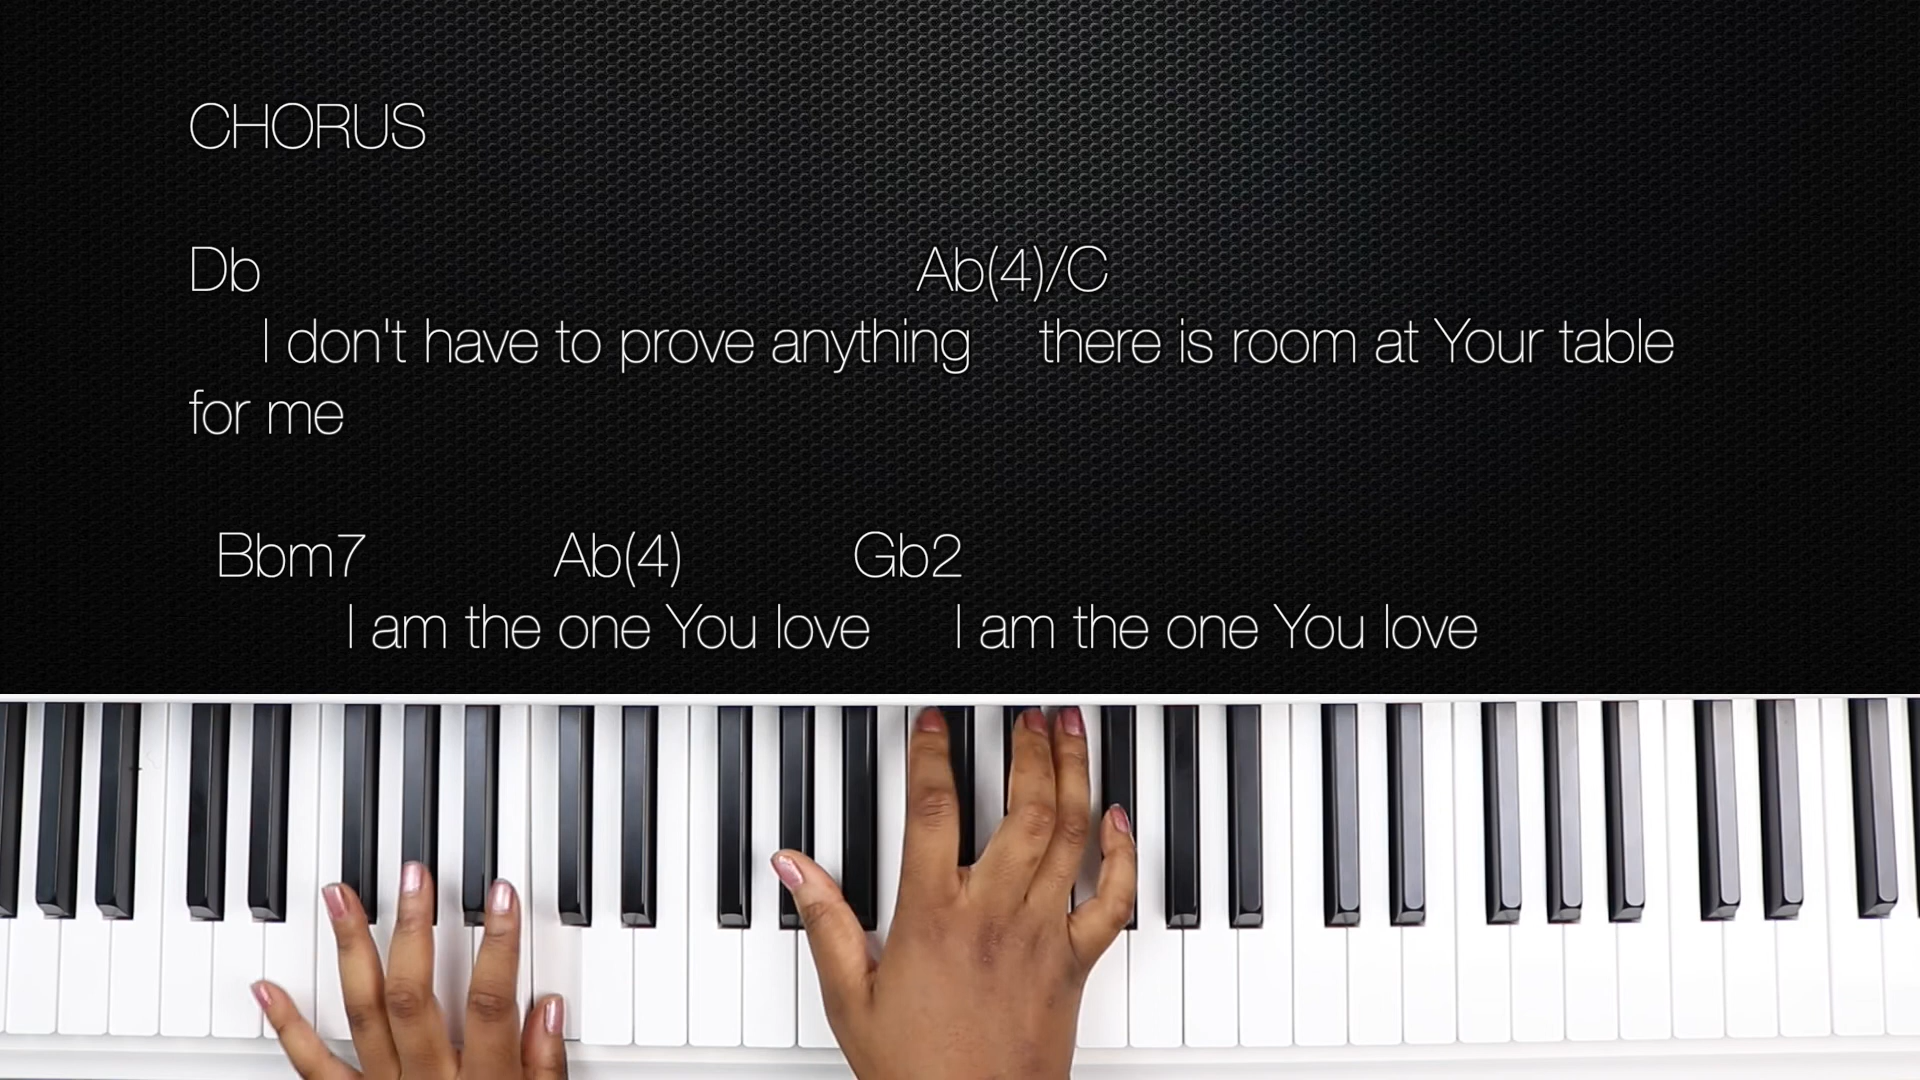 CHORUS
Db Ab(4)/C
I don't have to prove anything there is room at Your table
for me
Bbm7 Ab(4) Gb2
I am the one You love I am the one You love